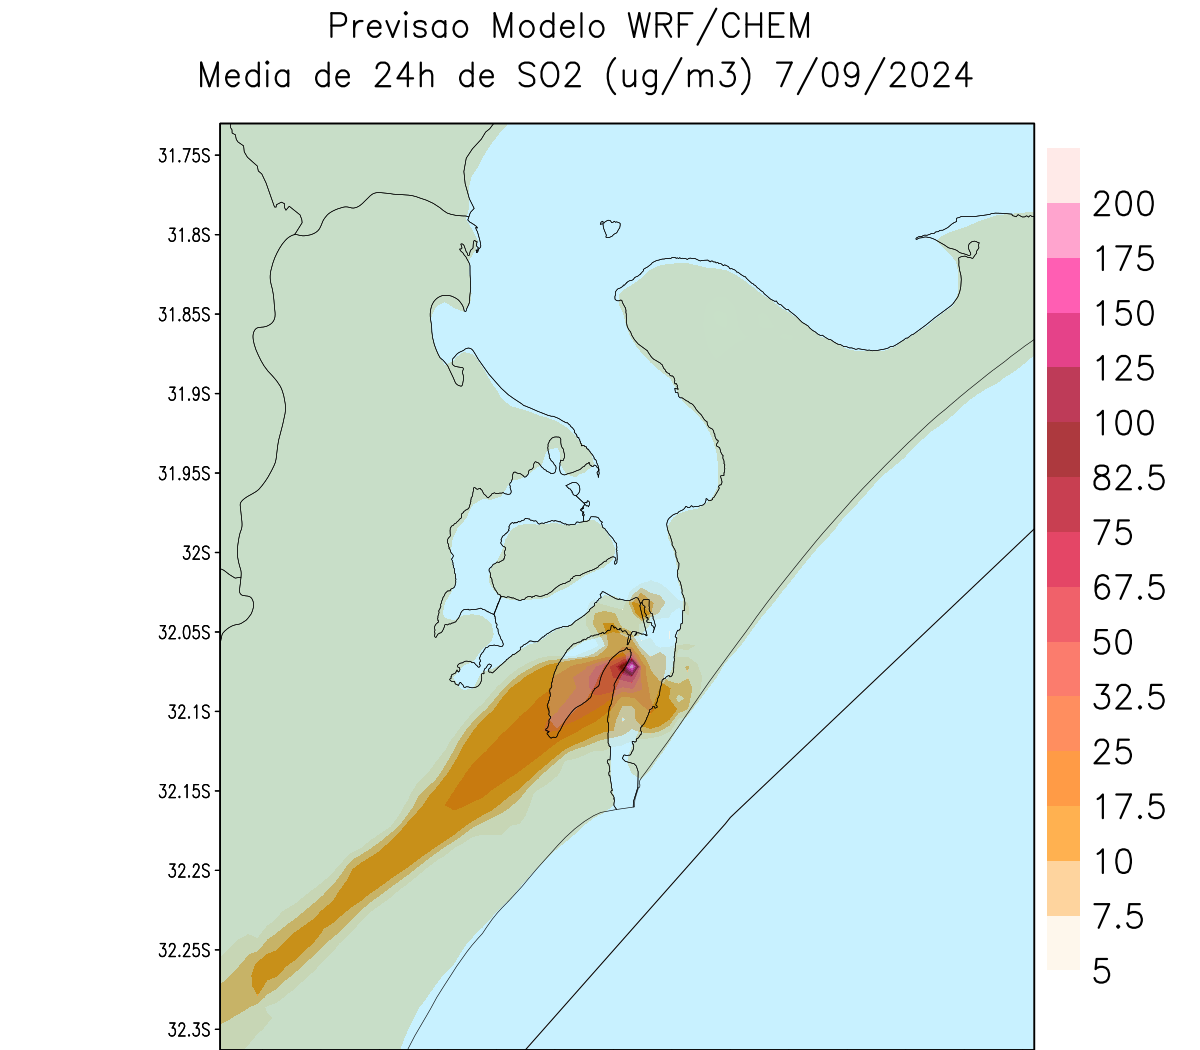 Previsao Modelo WRF/CHEM
Media de 24h de SO2 (ug/m3) 7/09/2024
31.75S
31.8S
31.85S
31.9S
31.95S
32S
32.05S
32.1S
32.15S
32.2S
32.25S
32.3S
200
175
150
125
100
82.5
75
67.5
50
32.5
25
17.5
10
7.5
5